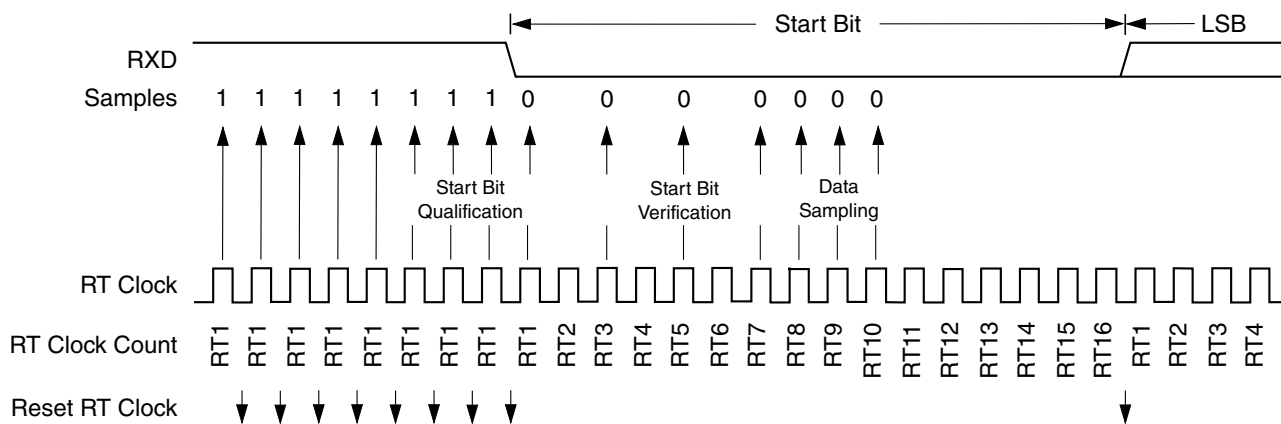 Start Bit LSB
RXD
Samples 1 1 1 1 1 1 1 1 0 0 0 0 0 0 0
Start Bit Qualification
Start Bit Verification
Data Sampling
RT Clock
RT Clock Count RT1 RT1 RT1 RT1 RT1 RT1 RT1 RT1 RT1 RT2 RT3 RT4 RT5 RT6 RT7 RT8 RT9 RT10 RT11 RT12 RT13 RT14 RT15 RT16 RT1 RT2 RT3 RT4
Reset RT Clock